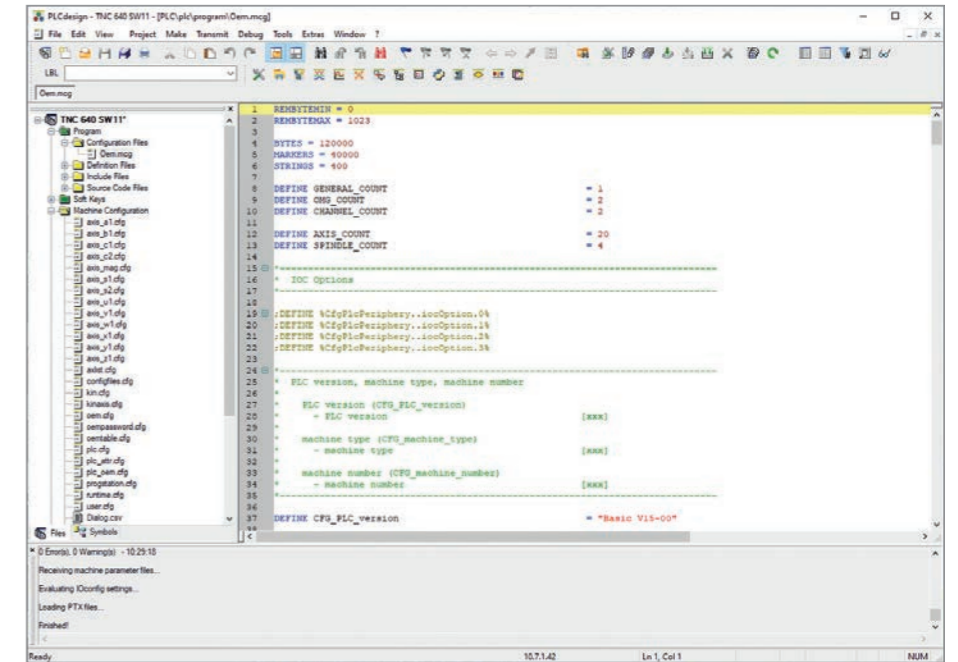 PLCdesign - TNC 640 SW11 - [PLC\plc\program\Oem.mcg]
File Edit View Project Make Transmit Debug Tools Extras Window ?
LBL
Oem.mcg
TNC 640 SW11*
Program
Configuration Files
Oem.mcg
Definition Files
Include Files
Source Code Files
Soft Keys
Machine Configuration
axis_a1.cfg
axis_b1.cfg
axis_c1.cfg
axis_c2.cfg
axis_mag.cfg
axis_s1.cfg
axis_s2.cfg
axis_u1.cfg
axis_v1.cfg
axis_w1.cfg
axis_x1.cfg
axis_y1.cfg
axis_z1.cfg
axlist.cfg
configfiles.cfg
kin.cfg
kinaxis.cfg
oem.cfg
oempassword.cfg
oemtable.cfg
plc.cfg
plc_attr.cfg
plc_oem.cfg
progstation.cfg
runtime.cfg
user.cfg
Dialog.csv
Files Symbols
1 REMBYTEMIN = 0
2 REMBYTEMAX = 1023
3
4 BYTES = 120000
5 MARKERS = 40000
6 STRINGS = 400
7
8 DEFINE GENERAL_COUNT = 1
9 DEFINE OMG_COUNT = 2
10 DEFINE CHANNEL_COUNT = 3
11
12 DEFINE AXIS_COUNT = 20
13 DEFINE SPINDLE_COUNT = 4
14
15
16 * IOC Options
17
18
19 ;DEFINE %CfgPlcPeriphery..iocOption.0%
20 ;DEFINE %CfgPlcPeriphery..iocOption.1%
21 ;DEFINE %CfgPlcPeriphery..iocOption.2%
22 ;DEFINE %CfgPlcPeriphery..iocOption.3%
23
24
25 * PLC version, machine type, machine number
26 *
27 * PLC version (CFG_PLC_version)
28 * - PLC version [xxx]
29 *
30 * machine type (CFG_machine_type)
31 * - machine type [xxx]
32 *
33 * machine number (CFG_machine_number)
34 * - machine number [xxx]
35
36
37 DEFINE CFG_PLC_version = "Basic V15-00"
0 Error(s), 0 Warning(s) - 10:25:18
Receiving machine parameter files...
Evaluating IOconfig settings...
Loading PTX files...
Finished!
Ready 10.7.1.42 Ln 1, Col 1 NUM